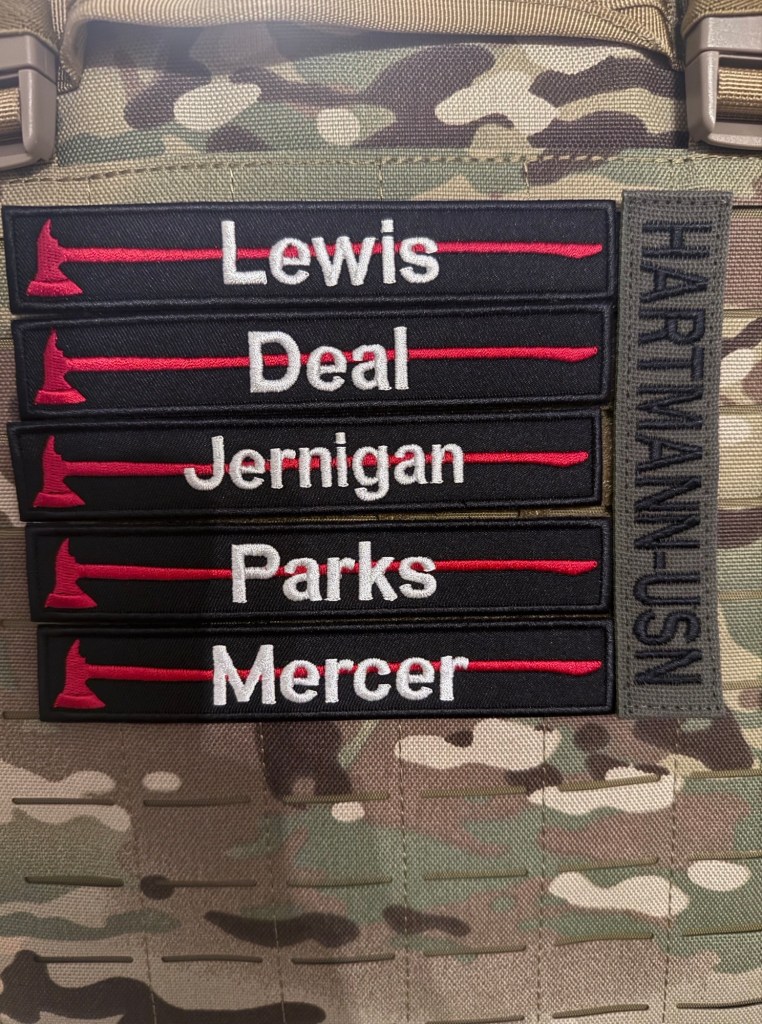 Lewis
Deal
Jernigan
Parks
Mercer
HARTMANN-USN